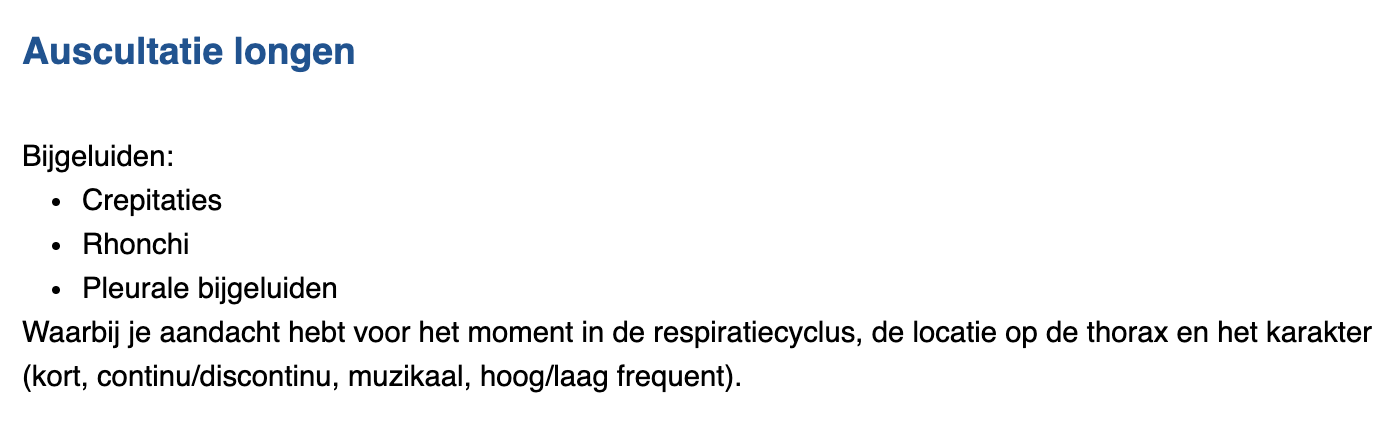 Auscultatie longen
Bijgeluiden:
• Crepitaties
• Rhonchi
• Pleurale bijgeluiden
Waarbij je aandacht hebt voor het moment in de respiratiecyclus, de locatie op de thorax en het karakter
(kort, continu/discontinu, muzikaal, hoog/laag frequent).